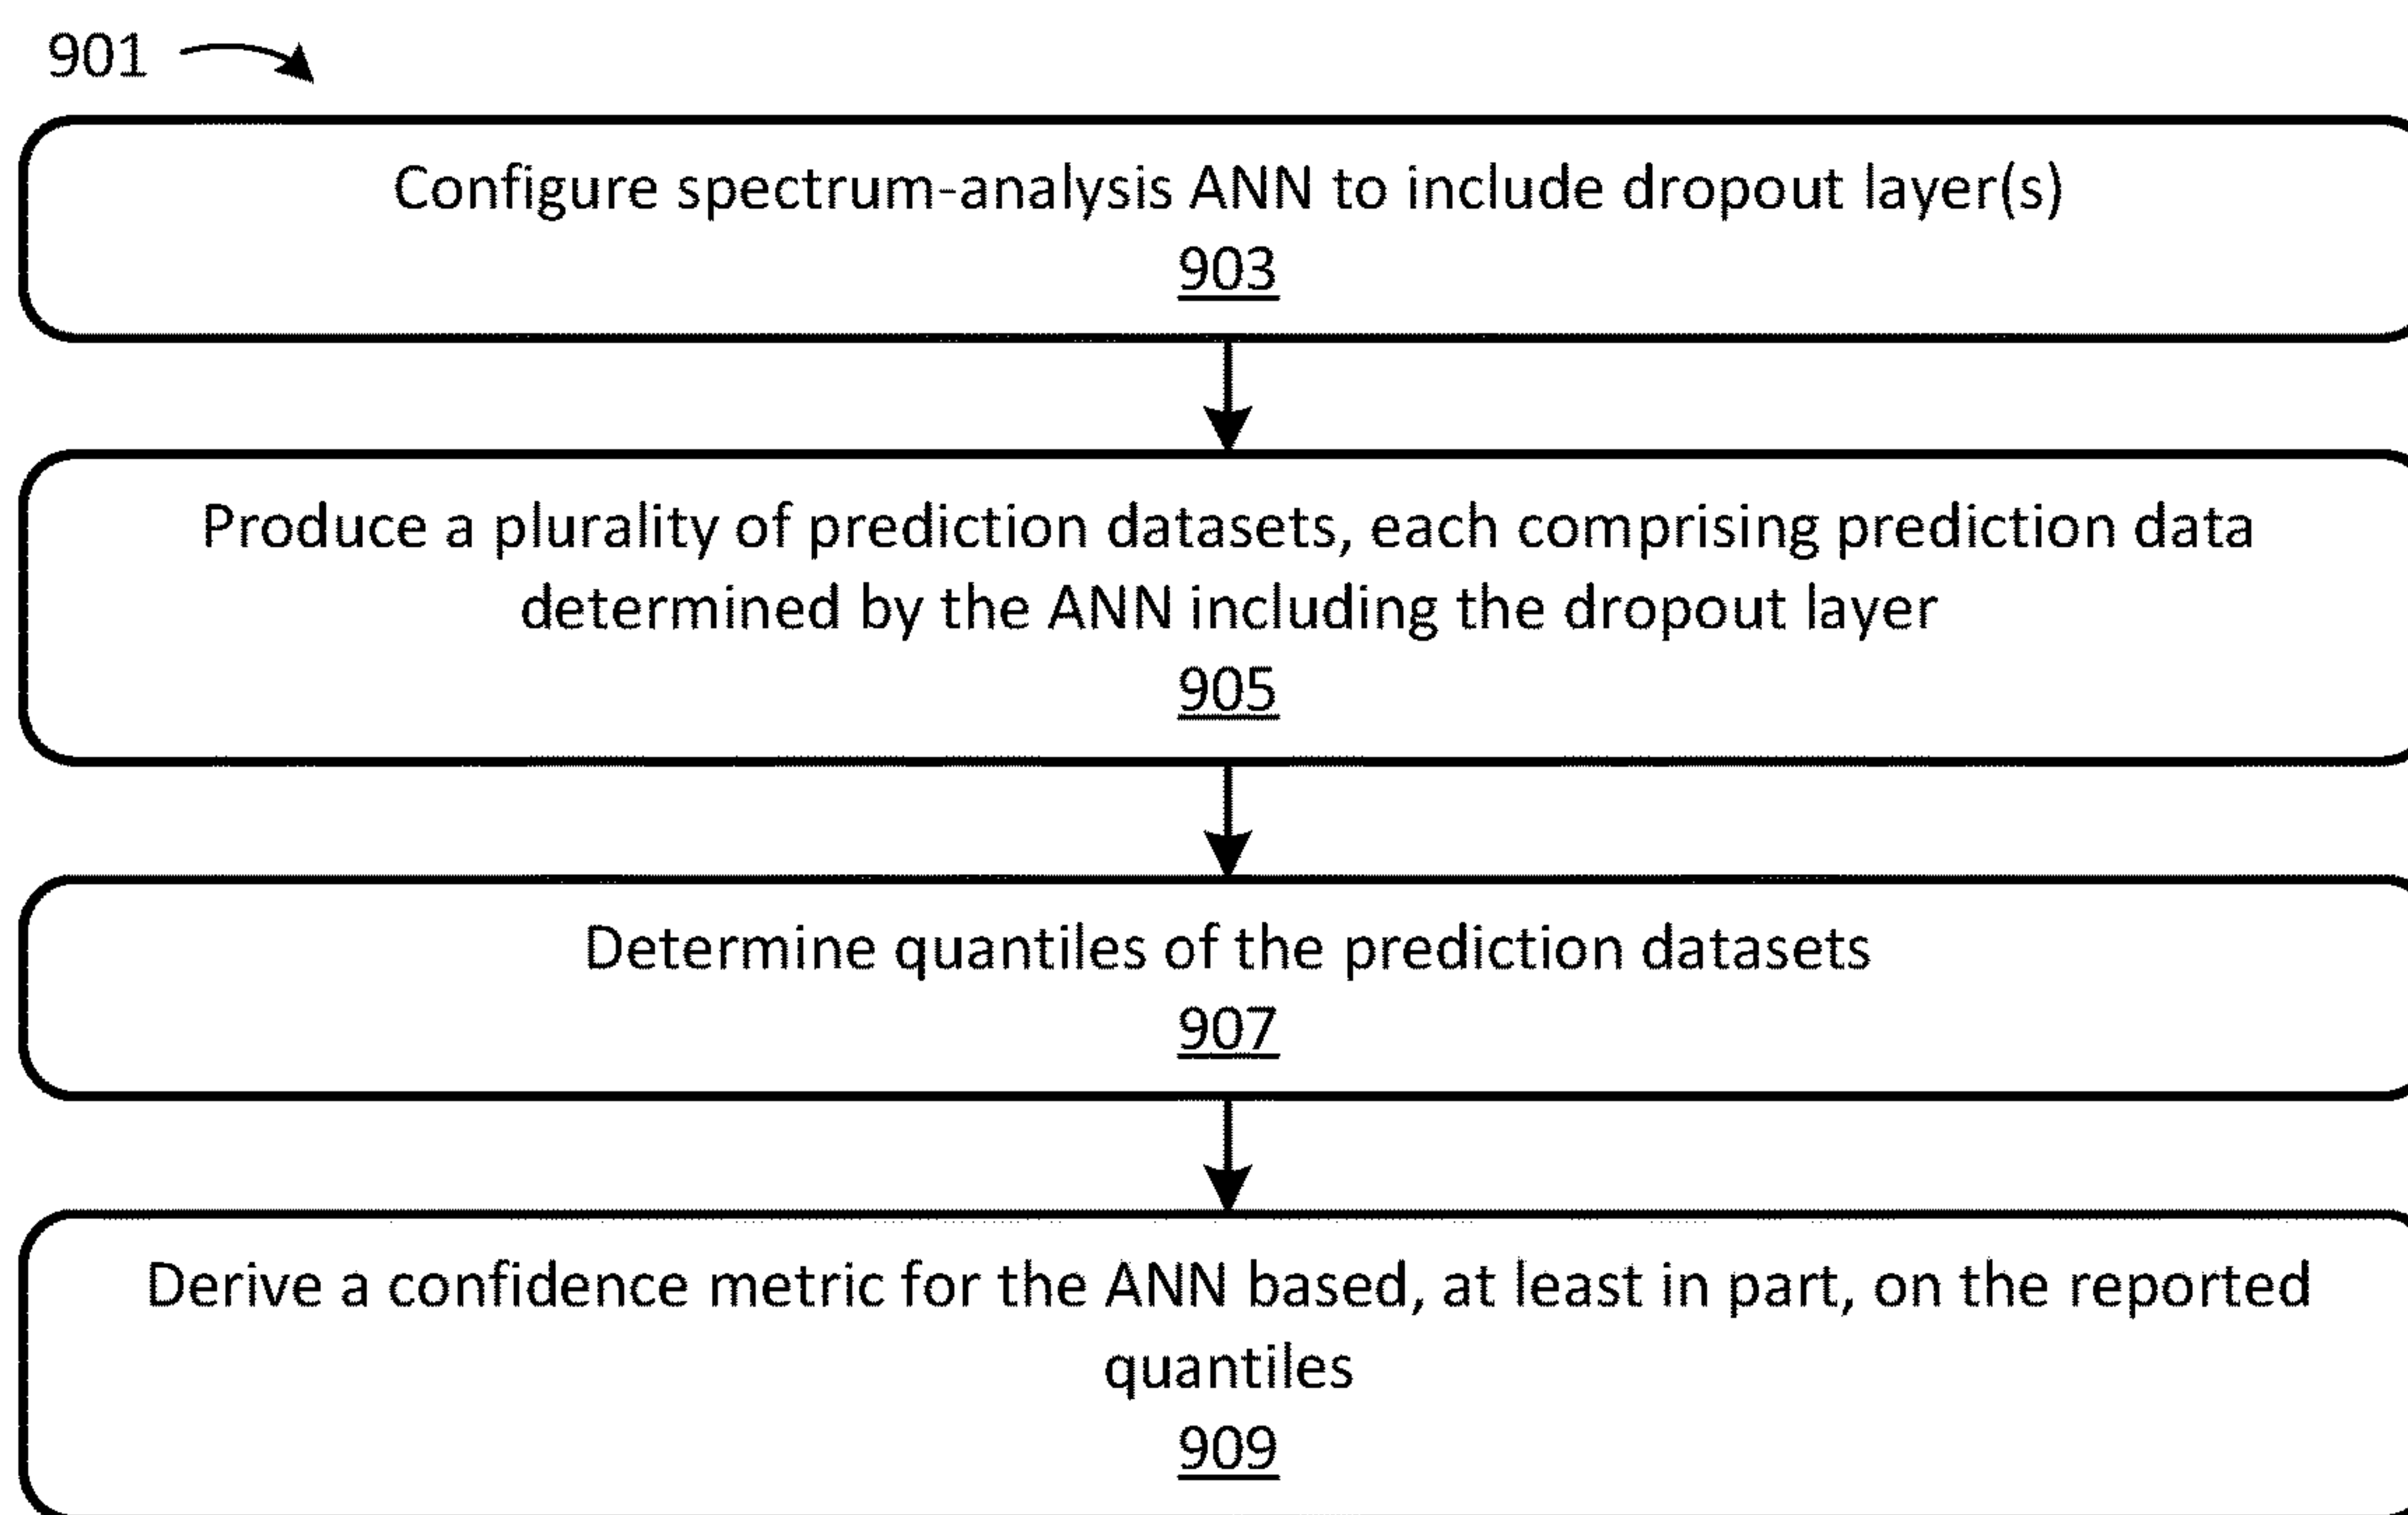 901
Configure spectrum-analysis ANN to include dropout layer(s)
903
Produce a plurality of prediction datasets, each comprising prediction data
determined by the ANN including the dropout layer
905
Determine quantiles of the prediction datasets
907
Derive a confidence metric for the ANN based, at least in part, on the reported
quantiles
909